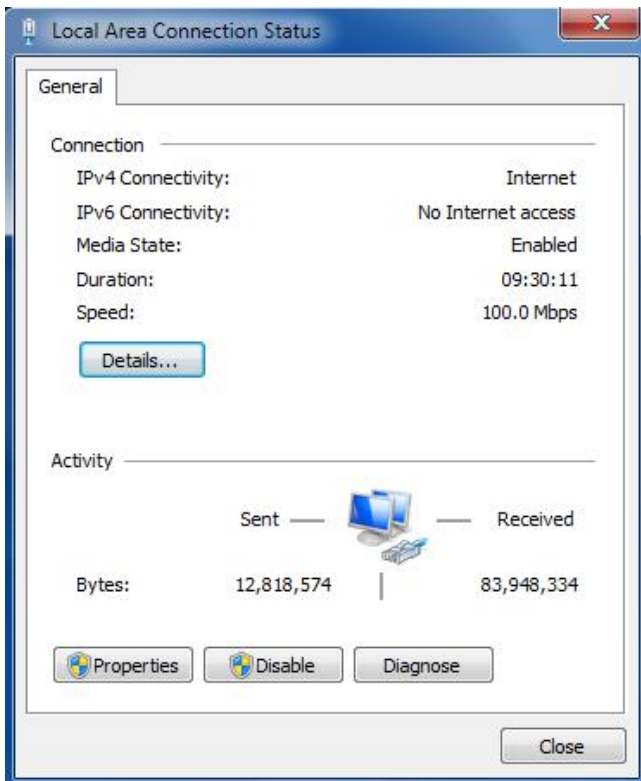 Local Area Connection Status
General
Connection
IPv4 Connectivity: Internet
IPv6 Connectivity: No Internet access
Media State: Enabled
Duration: 09:30:11
Speed: 100.0 Mbps
Details...
Activity
Sent Received
Bytes: 12,818,574 83,948,334
Properties Disable Diagnose
Close